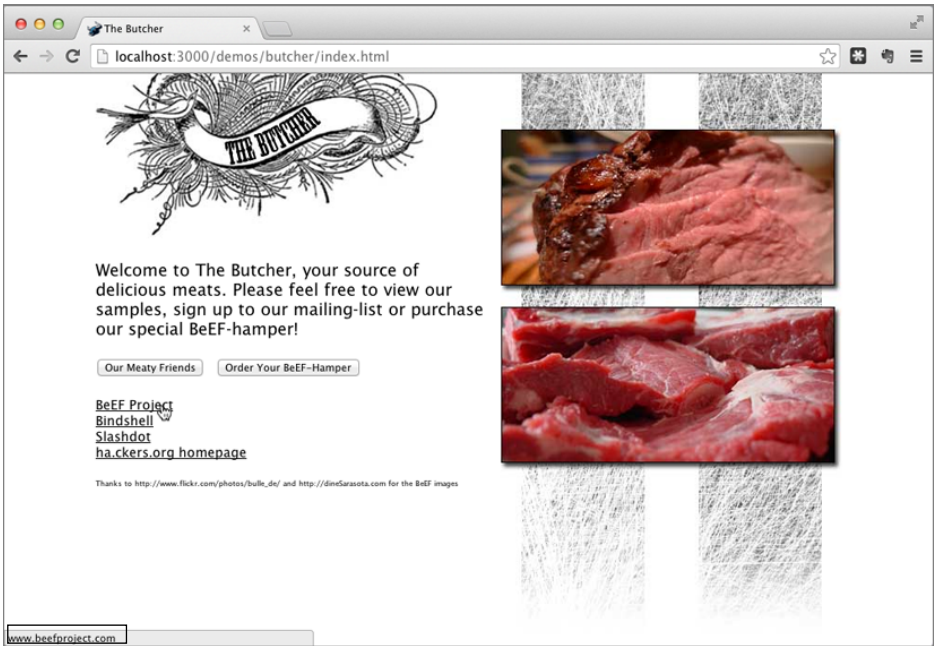 The Butcher
localhost:3000/demos/butcher/index.html
THE BUTCHER
Welcome to The Butcher, your source of
delicious meats. Please feel free to view our
samples, sign up to our mailing-list or purchase
our special BeEF-hamper!
Our Meaty Friends Order Your BeEF-Hamper
BeEF Project
Bindshell
Slashdot
ha.ckers.org homepage
Thanks to http://www.flickr.com/photos/bulle_de/ and http://dineSarasota.com for the BeEF images
www.beefproject.com